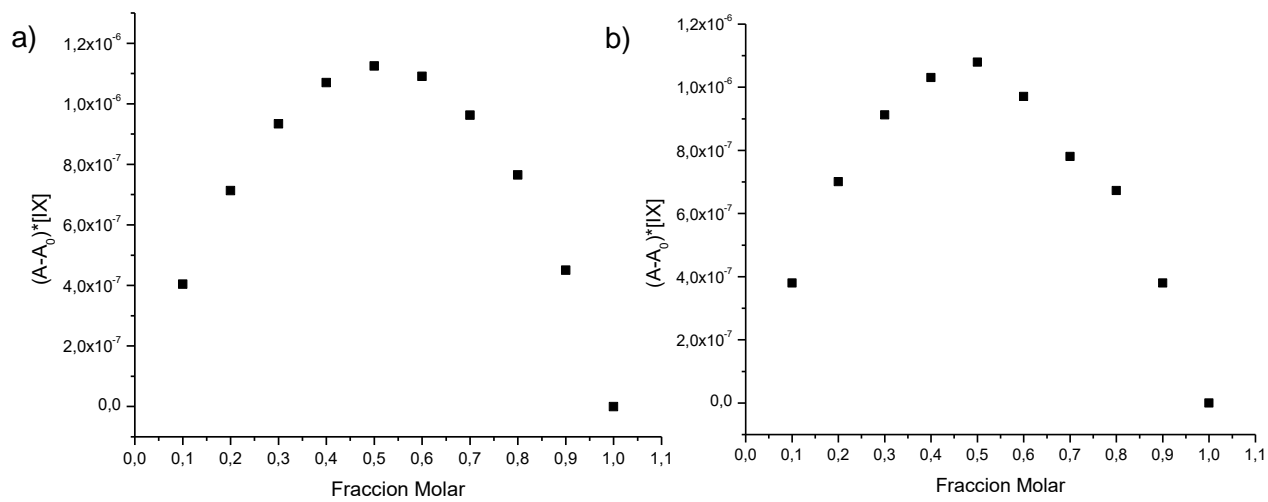 a)
1,2x10-6
1,0x10-6
8,0x10-7
6,0x10-7
4,0x10-7
2,0x10-7
0,0
(A-A0)*[IX]
0,0 0,1 0,2 0,3 0,4 0,5 0,6 0,7 0,8 0,9 1,0 1,1
Fraccion Molar
b)
1,2x10-6
1,0x10-6
8,0x10-7
6,0x10-7
4,0x10-7
2,0x10-7
0,0
(A-A0)*[IX]
0,0 0,1 0,2 0,3 0,4 0,5 0,6 0,7 0,8 0,9 1,0 1,1
Fraccion Molar